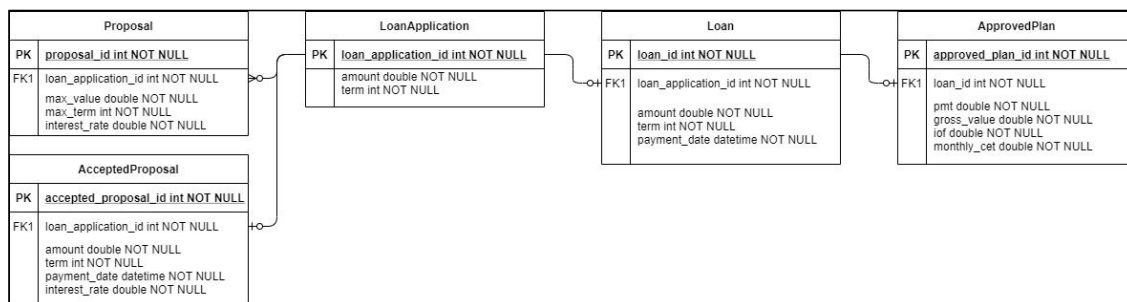 Proposal
PK proposal_id int NOT NULL
FK1 loan_application_id int NOT NULL
max_value double NOT NULL
max_term int NOT NULL
interest_rate double NOT NULL
AcceptedProposal
PK accepted_proposal_id int NOT NULL
FK1 loan_application_id int NOT NULL
amount double NOT NULL
term int NOT NULL
payment_date datetime NOT NULL
interest_rate double NOT NULL
LoanApplication
PK loan_application_id int NOT NULL
amount double NOT NULL
term int NOT NULL
Loan
PK loan_id int NOT NULL
FK1 loan_application_id int NOT NULL
amount double NOT NULL
term int NOT NULL
payment_date datetime NOT NULL
ApprovedPlan
PK approved_plan_id int NOT NULL
FK1 loan_id int NOT NULL
pmt double NOT NULL
gross_value double NOT NULL
iof double NOT NULL
monthly_cet double NOT NULL